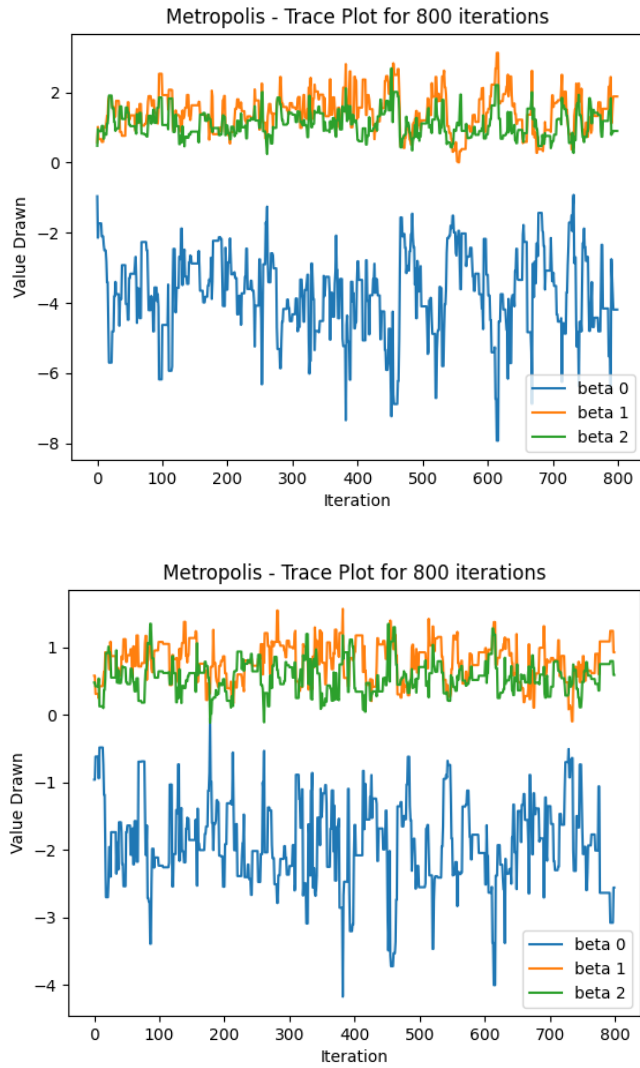 Metropolis - Trace Plot for 800 iterations
2
0
−2
−4
−6
−8
Value Drawn
beta 0
beta 1
beta 2
0 100 200 300 400 500 600 700 800
Iteration
Metropolis - Trace Plot for 800 iterations
1
0
−1
−2
−3
−4
Value Drawn
beta 0
beta 1
beta 2
0 100 200 300 400 500 600 700 800
Iteration